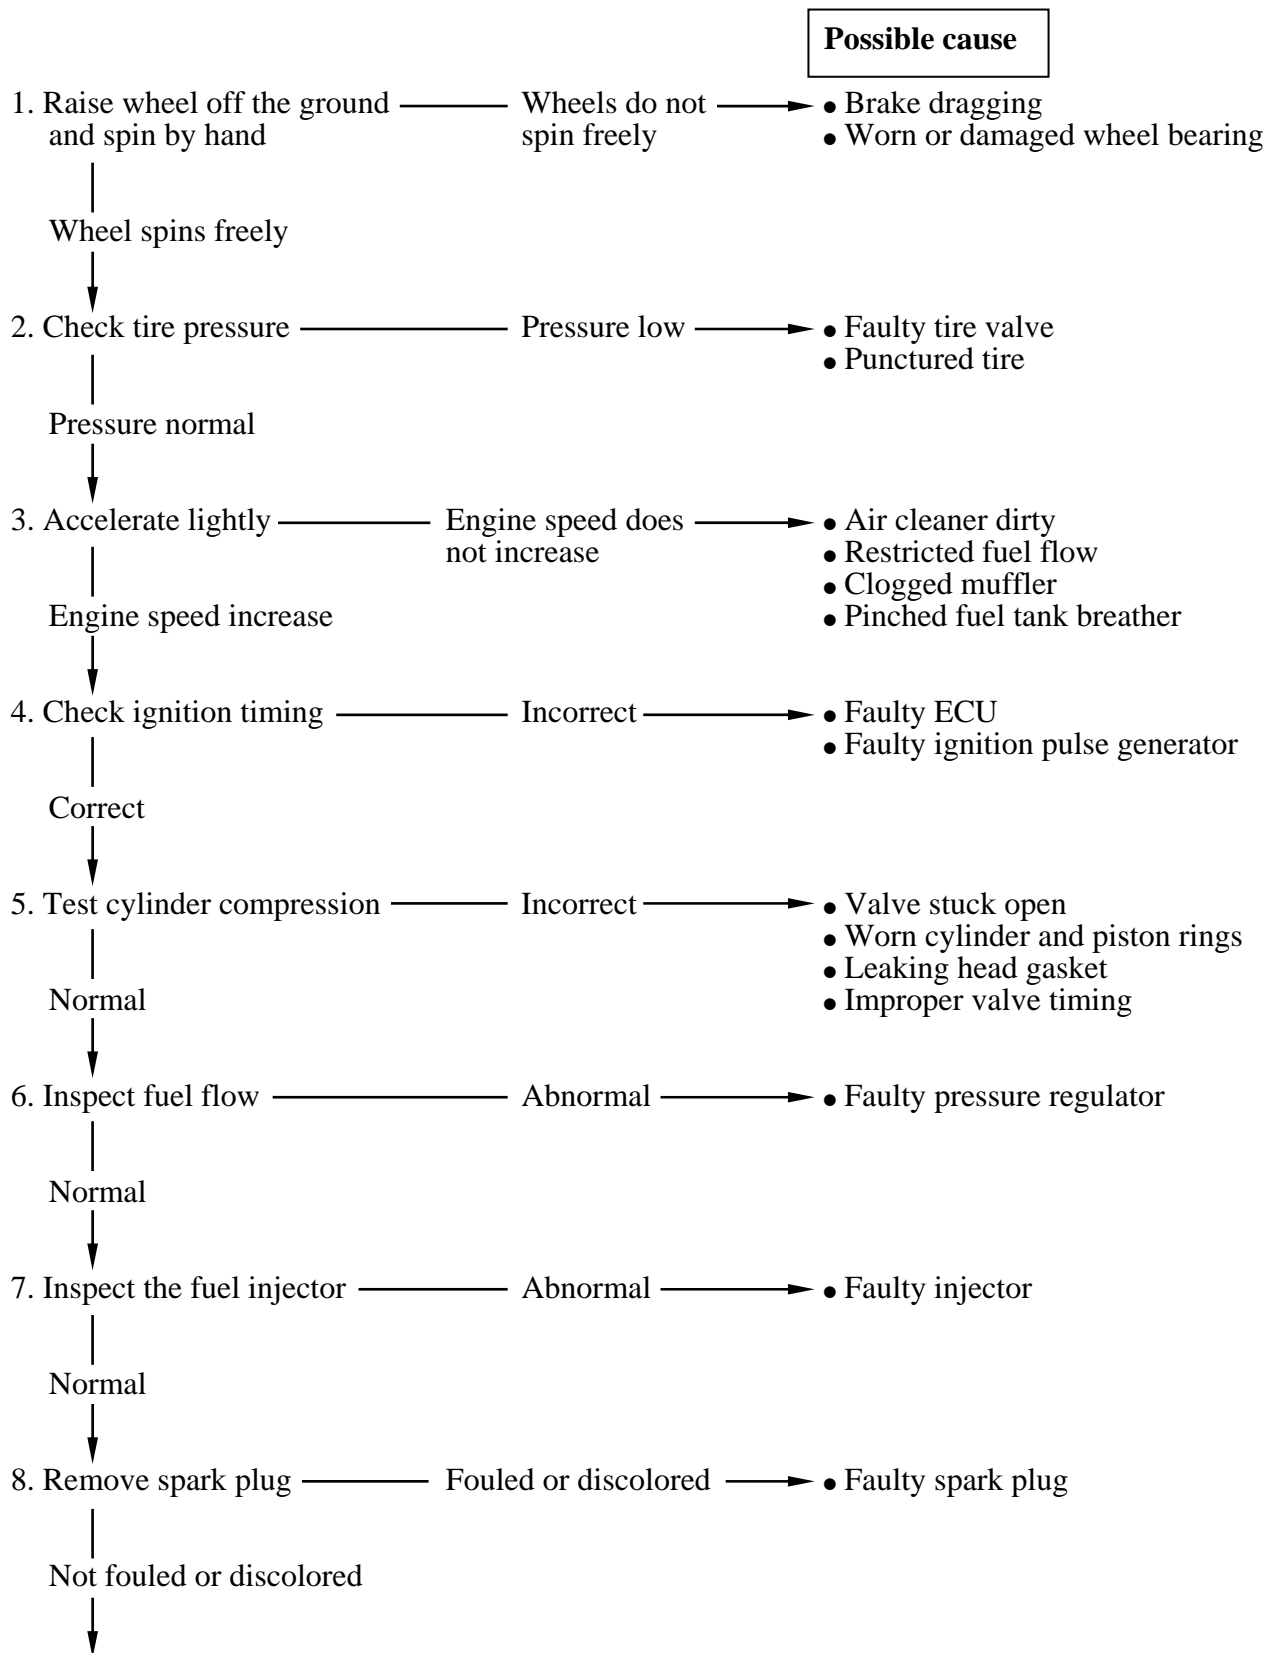 Possible cause
1. Raise wheel off the ground
and spin by hand
Wheels do not
spin freely
● Brake dragging
● Worn or damaged wheel bearing
Wheel spins freely
2. Check tire pressure
Pressure low
● Faulty tire valve
● Punctured tire
Pressure normal
3. Accelerate lightly
Engine speed does
not increase
● Air cleaner dirty
● Restricted fuel flow
● Clogged muffler
● Pinched fuel tank breather
Engine speed increase
4. Check ignition timing
Incorrect
● Faulty ECU
● Faulty ignition pulse generator
Correct
5. Test cylinder compression
Incorrect
● Valve stuck open
● Worn cylinder and piston rings
● Leaking head gasket
● Improper valve timing
Normal
6. Inspect fuel flow
Abnormal
● Faulty pressure regulator
Normal
7. Inspect the fuel injector
Abnormal
● Faulty injector
Normal
8. Remove spark plug
Fouled or discolored
● Faulty spark plug
Not fouled or discolored